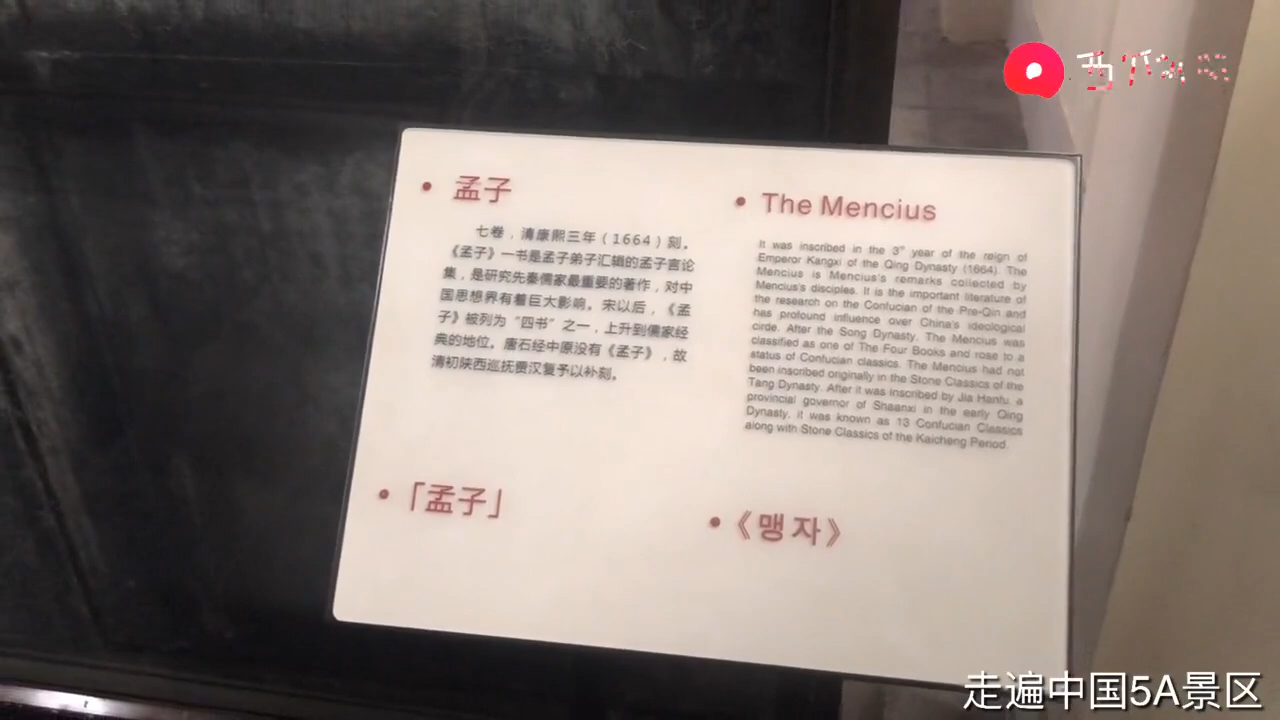 • 孟子
七卷，清康熙三年（1664）刻。
《孟子》一书是孟子弟子汇辑的孟子言论
集，是研究先秦儒家最重要的著作，对中
国思想界有着巨大影响。宋以后，《孟
子》被列为“四书”之一，上升到儒家经
典的地位。唐石经中原没有《孟子》，故
清初陕西巡抚贾汉复予以补刻。
• The Mencius
It was inscribed in the 3rd year of the reign of
Emperor Kangxi of the Qing Dynasty (1664). The
Mencius is Mencius's remarks collected by
Mencius's disciples. It is the important literature of
the research on the Confucian of the Pre-Qin and
has profound influence over China's ideological
cirde. After the Song Dynasty. The Mencius was
classified as one of The Four Books and rose to a
status of Confucian classics. The Mencius had not
been inscribed originally in the Stone Classics of the
Tang Dynasty. After it was inscribed by Jia Hanfu, a
provincial governor of Shaanxi in the early Qing
Dynasty, it was known as 13 Confucian Classics
along with Stone Classics of the Kaicheng Period.
• 「孟子」
• 《맹자》
走遍中国5A景区